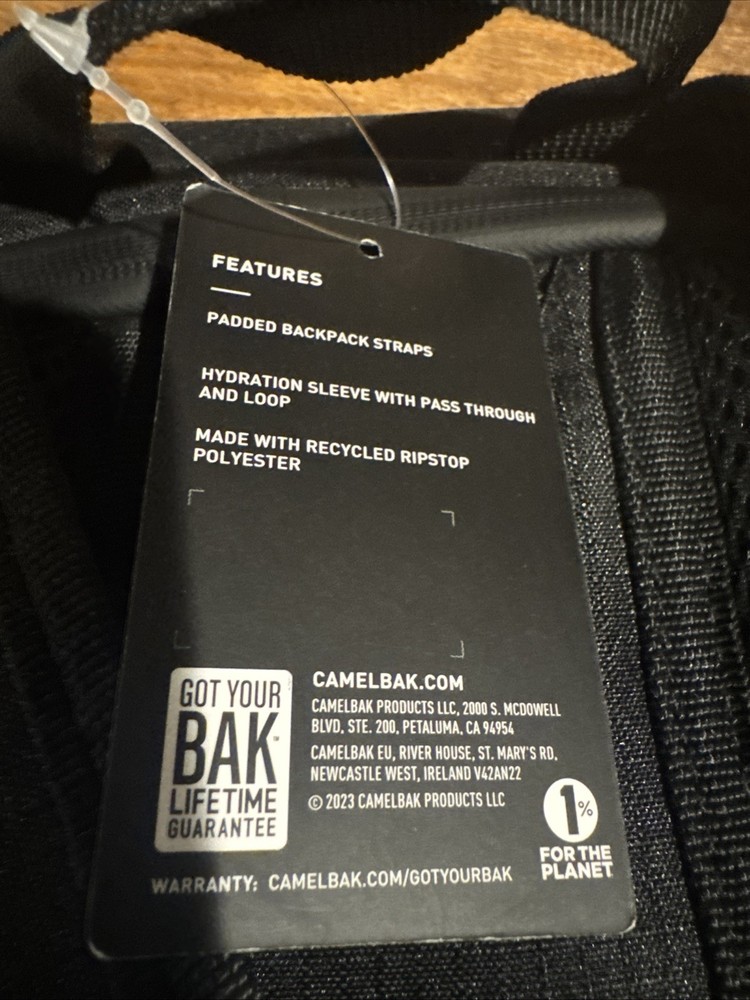 FEATURES
PADDED BACKPACK STRAPS
HYDRATION SLEEVE WITH PASS THROUGH
AND LOOP
MADE WITH RECYCLED RIPSTOP
POLYESTER
GOT YOUR
BAK™
LIFETIME
GUARANTEE
CAMELBAK.COM
CAMELBAK PRODUCTS LLC, 2000 S. MCDOWELL
BLVD, STE. 200, PETALUMA, CA 94954
CAMELBAK EU, RIVER HOUSE, ST. MARY'S RD,
NEWCASTLE WEST, IRELAND V42AN22
© 2023 CAMELBAK PRODUCTS LLC
1%
FOR THE
PLANET
WARRANTY: CAMELBAK.COM/GOTYOURBAK